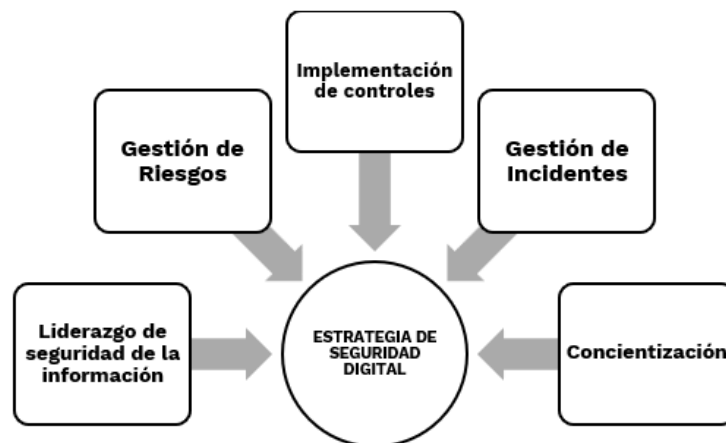 Implementación
de controles
Gestión de
Riesgos
Gestión de
Incidentes
Liderazgo de
seguridad de la
información
ESTRATEGIA DE
SEGURIDAD
DIGITAL
Concientización